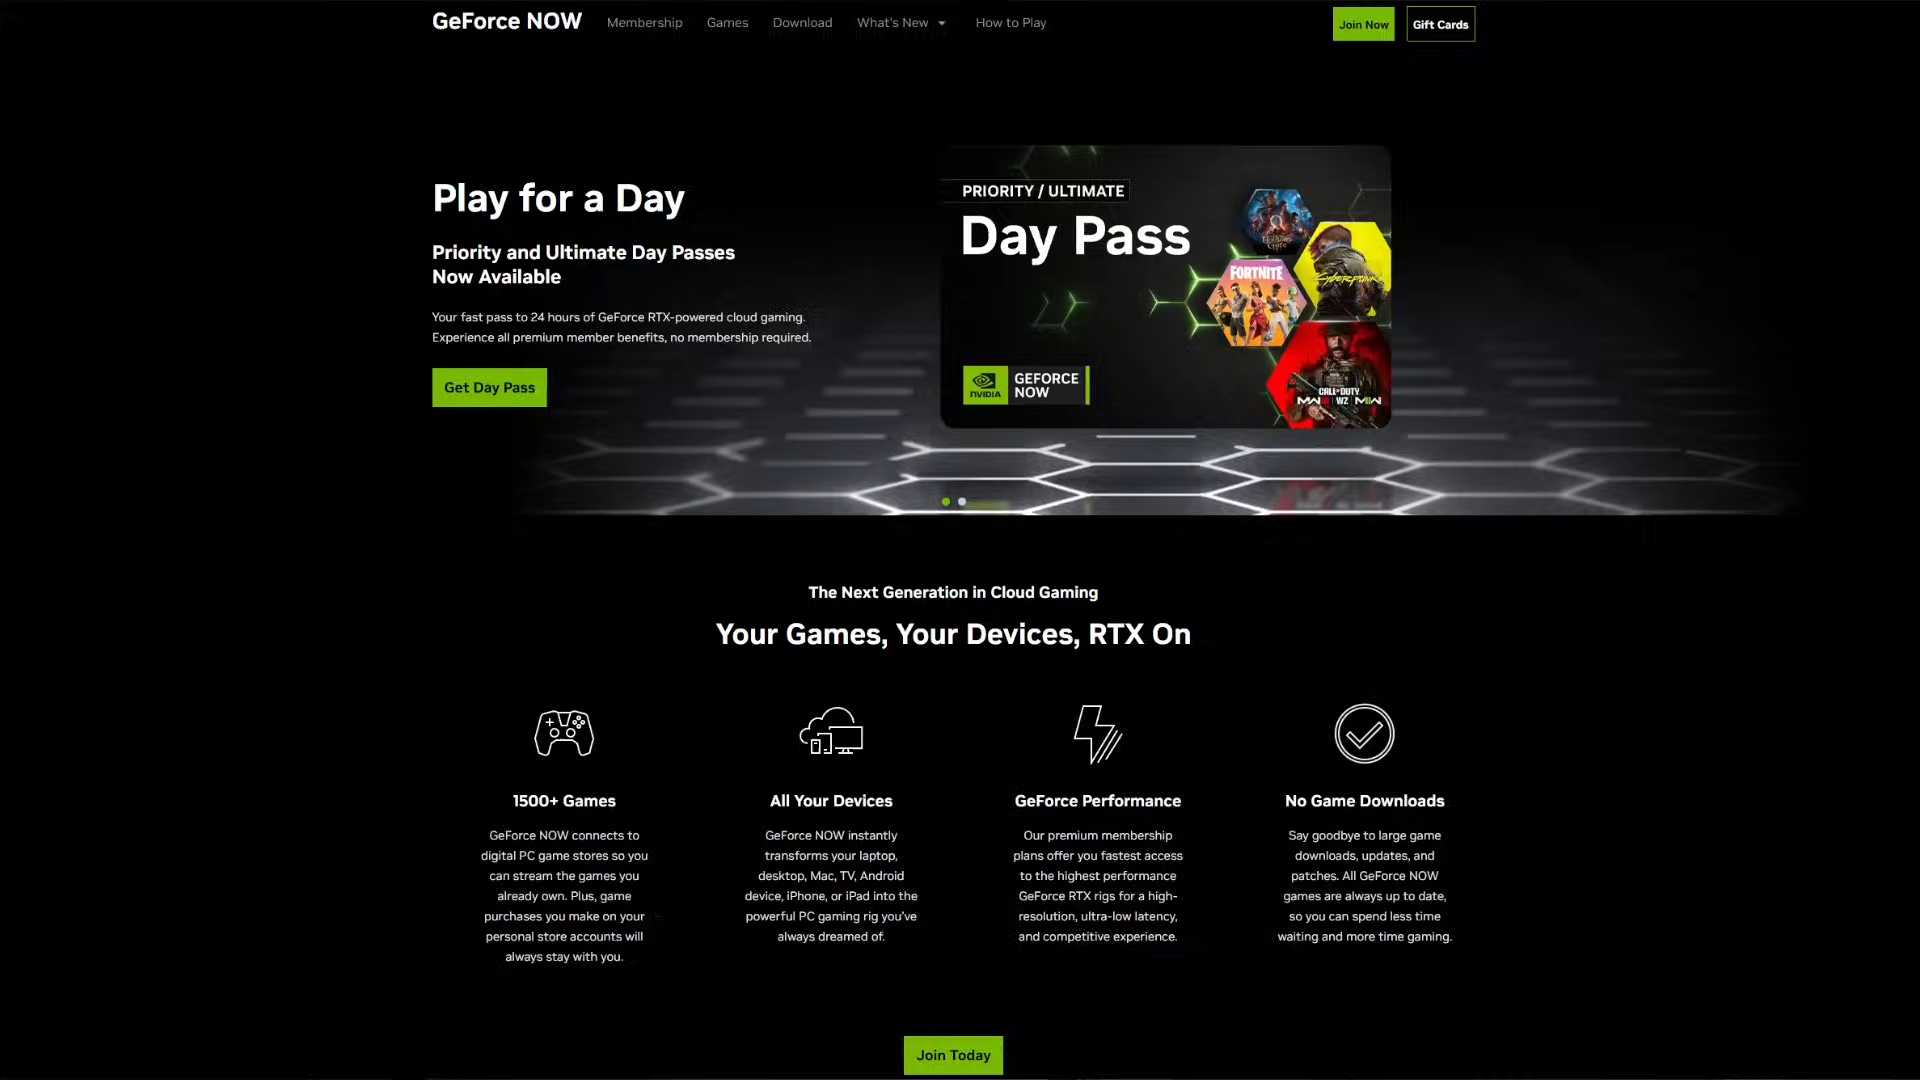 GeForce NOW
Membership
Games
Download
What's New
How to Play
Join Now
Gift Cards
Play for a Day
Priority and Ultimate Day Passes
Now Available
Your fast pass to 24 hours of GeForce RTX-powered cloud gaming.
Experience all premium member benefits, no membership required.
Get Day Pass
PRIORITY / ULTIMATE
Day Pass
Baldur's
Gate
FORTNITE
CYBERPUNK
CALL OF DUTY
WZ
NVIDIA
GEFORCE
NOW
The Next Generation in Cloud Gaming
Your Games, Your Devices, RTX On
1500+ Games
GeForce NOW connects to
digital PC game stores so you
can stream the games you
already own. Plus, game
purchases you make on your
personal store accounts will
always stay with you.
All Your Devices
GeForce NOW instantly
transforms your laptop,
desktop, Mac, TV, Android
device, iPhone, or iPad into the
powerful PC gaming rig you've
always dreamed of.
GeForce Performance
Our premium membership
plans offer you fastest access
to the highest performance
GeForce RTX rigs for a high-
resolution, ultra-low latency,
and competitive experience.
No Game Downloads
Say goodbye to large game
downloads, updates, and
patches. All GeForce NOW
games are always up to date,
so you can spend less time
waiting and more time gaming.
Join Today